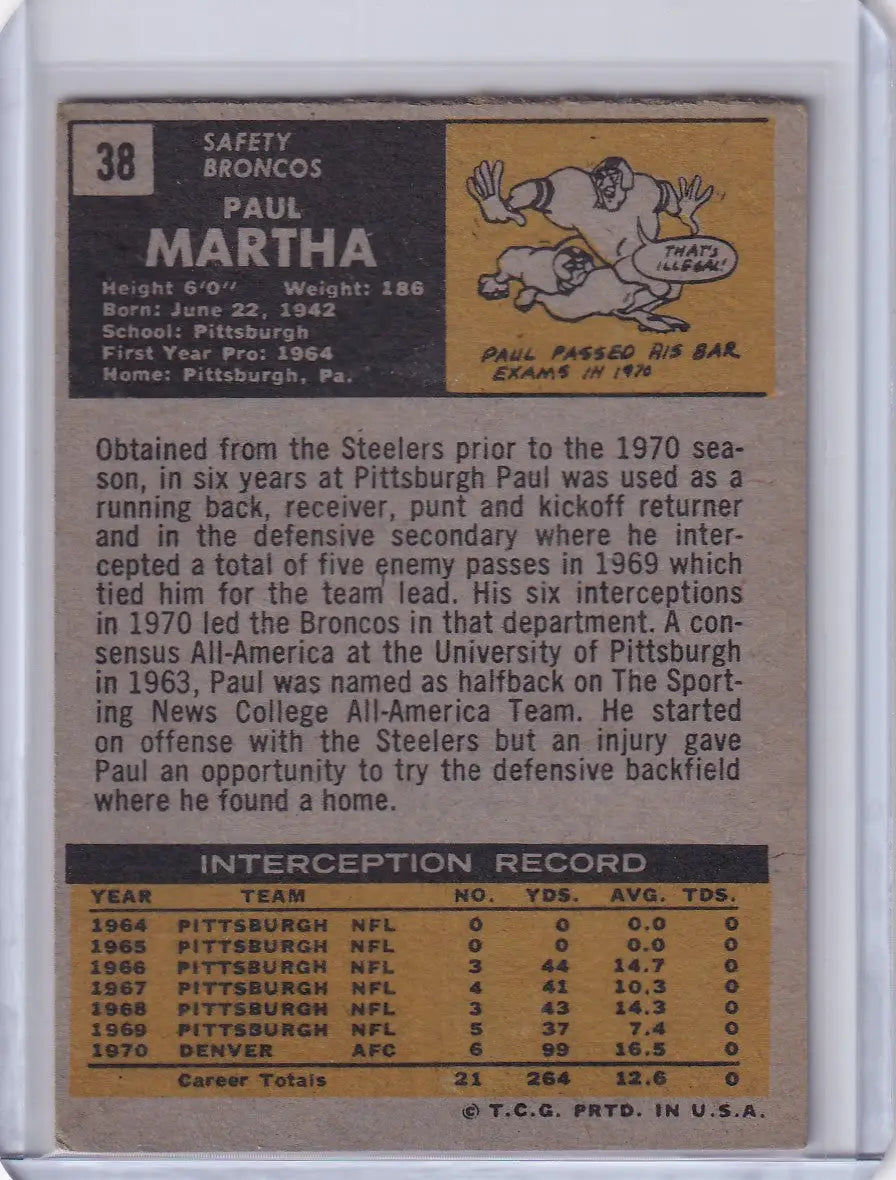 38
SAFETY
BRONCOS
PAUL
MARTHA
Height 6'0" Weight: 186
Born: June 22, 1942
School: Pittsburgh
First Year Pro: 1964
Home: Pittsburgh, Pa.
THAT'S
ILLEGAL!
PAUL PASSED HIS BAR
EXAMS IN 1970
Obtained from the Steelers prior to the 1970 sea-
son, in six years at Pittsburgh Paul was used as a
running back, receiver, punt and kickoff returner
and in the defensive secondary where he inter-
cepted a total of five enemy passes in 1969 which
tied him for the team lead. His six interceptions
in 1970 led the Broncos in that department. A con-
sensus All-America at the University of Pittsburgh
in 1963, Paul was named as halfback on The Sport-
ing News College All-America Team. He started
on offense with the Steelers but an injury gave
Paul an opportunity to try the defensive backfield
where he found a home.
INTERCEPTION RECORD
YEAR TEAM NO. YDS. AVG. TDS.
1964 PITTSBURGH NFL 0 0 0.0 0
1965 PITTSBURGH NFL 0 0 0.0 0
1966 PITTSBURGH NFL 3 44 14.7 0
1967 PITTSBURGH NFL 4 41 10.3 0
1968 PITTSBURGH NFL 3 43 14.3 0
1969 PITTSBURGH NFL 5 37 7.4 0
1970 DENVER AFC 6 99 16.5 0
Career Totals 21 264 12.6 0
© T.C.G. PRTD. IN U.S.A.